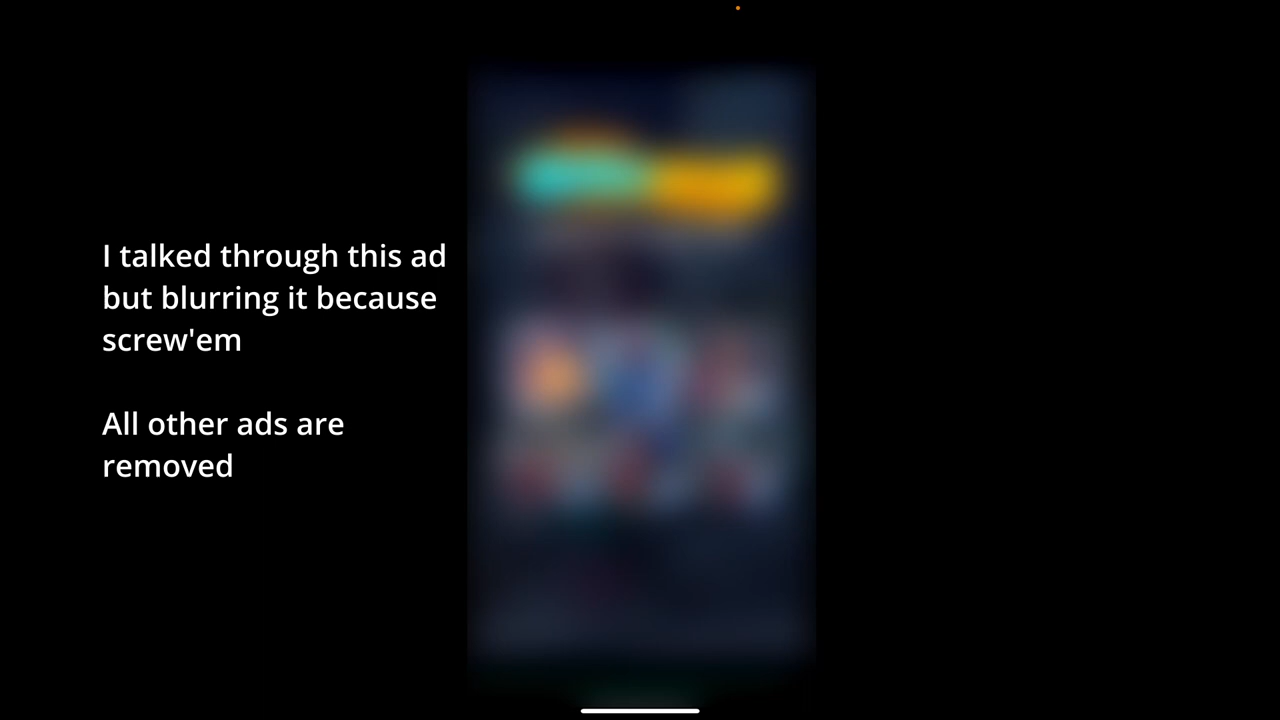 I talked through this ad
but blurring it because
screw'em
All other ads are
removed